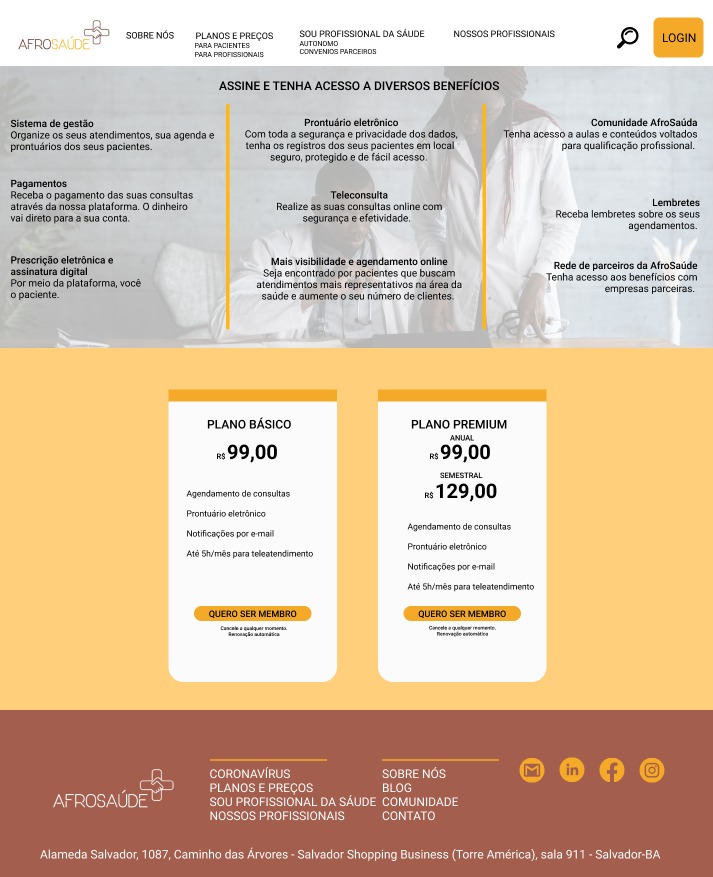 AFROSAÚDE
SOBRE NÓS
PLANOS E PREÇOS
PARA PACIENTES
PARA PROFISSIONAIS
SOU PROFISSIONAL DA SÁUDE
AUTONOMO
CONVENIOS PARCEIROS
NOSSOS PROFISSIONAIS
LOGIN
ASSINE E TENHA ACESSO A DIVERSOS BENEFÍCIOS
Sistema de gestão
Organize os seus atendimentos, sua agenda e
prontuários dos seus pacientes.
Pagamentos
Receba o pagamento das suas consultas
através da nossa plataforma. O dinheiro
vai direto para a sua conta.
Prescrição eletrônica e
assinatura digital
Por meio da plataforma, você
o paciente.
Prontuário eletrônico
Com toda a segurança e privacidade dos dados,
tenha os registros dos seus pacientes em local
seguro, protegido e de fácil acesso.
Teleconsulta
Realize as suas consultas online com
segurança e efetividade.
Mais visibilidade e agendamento online
Seja encontrado por pacientes que buscam
atendimentos mais representativos na área da
saúde e aumente o seu número de clientes.
Comunidade AfroSaúda
Tenha acesso a aulas e conteúdos voltados
para qualificação profissional.
Lembretes
Receba lembretes sobre os seus
agendamentos.
Rede de parceiros da AfroSaúde
Tenha acesso aos benefícios com
empresas parceiras.
PLANO BÁSICO
R$ 99,00
Agendamento de consultas
Prontuário eletrônico
Notificações por e-mail
Até 5h/mês para teleatendimento
QUERO SER MEMBRO
Cancele a qualquer momento.
Renovação automática
PLANO PREMIUM
ANUAL
R$ 99,00
SEMESTRAL
R$ 129,00
Agendamento de consultas
Prontuário eletrônico
Notificações por e-mail
Até 5h/mês para teleatendimento
QUERO SER MEMBRO
Cancele a qualquer momento.
Renovação automática
AFROSAÚDE
CORONAVÍRUS
PLANOS E PREÇOS
SOU PROFISSIONAL DA SAÚDE
NOSSOS PROFISSIONAIS
SOBRE NÓS
BLOG
COMUNIDADE
CONTATO
in
Alameda Salvador, 1087, Caminho das Árvores - Salvador Shopping Business (Torre América), sala 911 - Salvador-BA